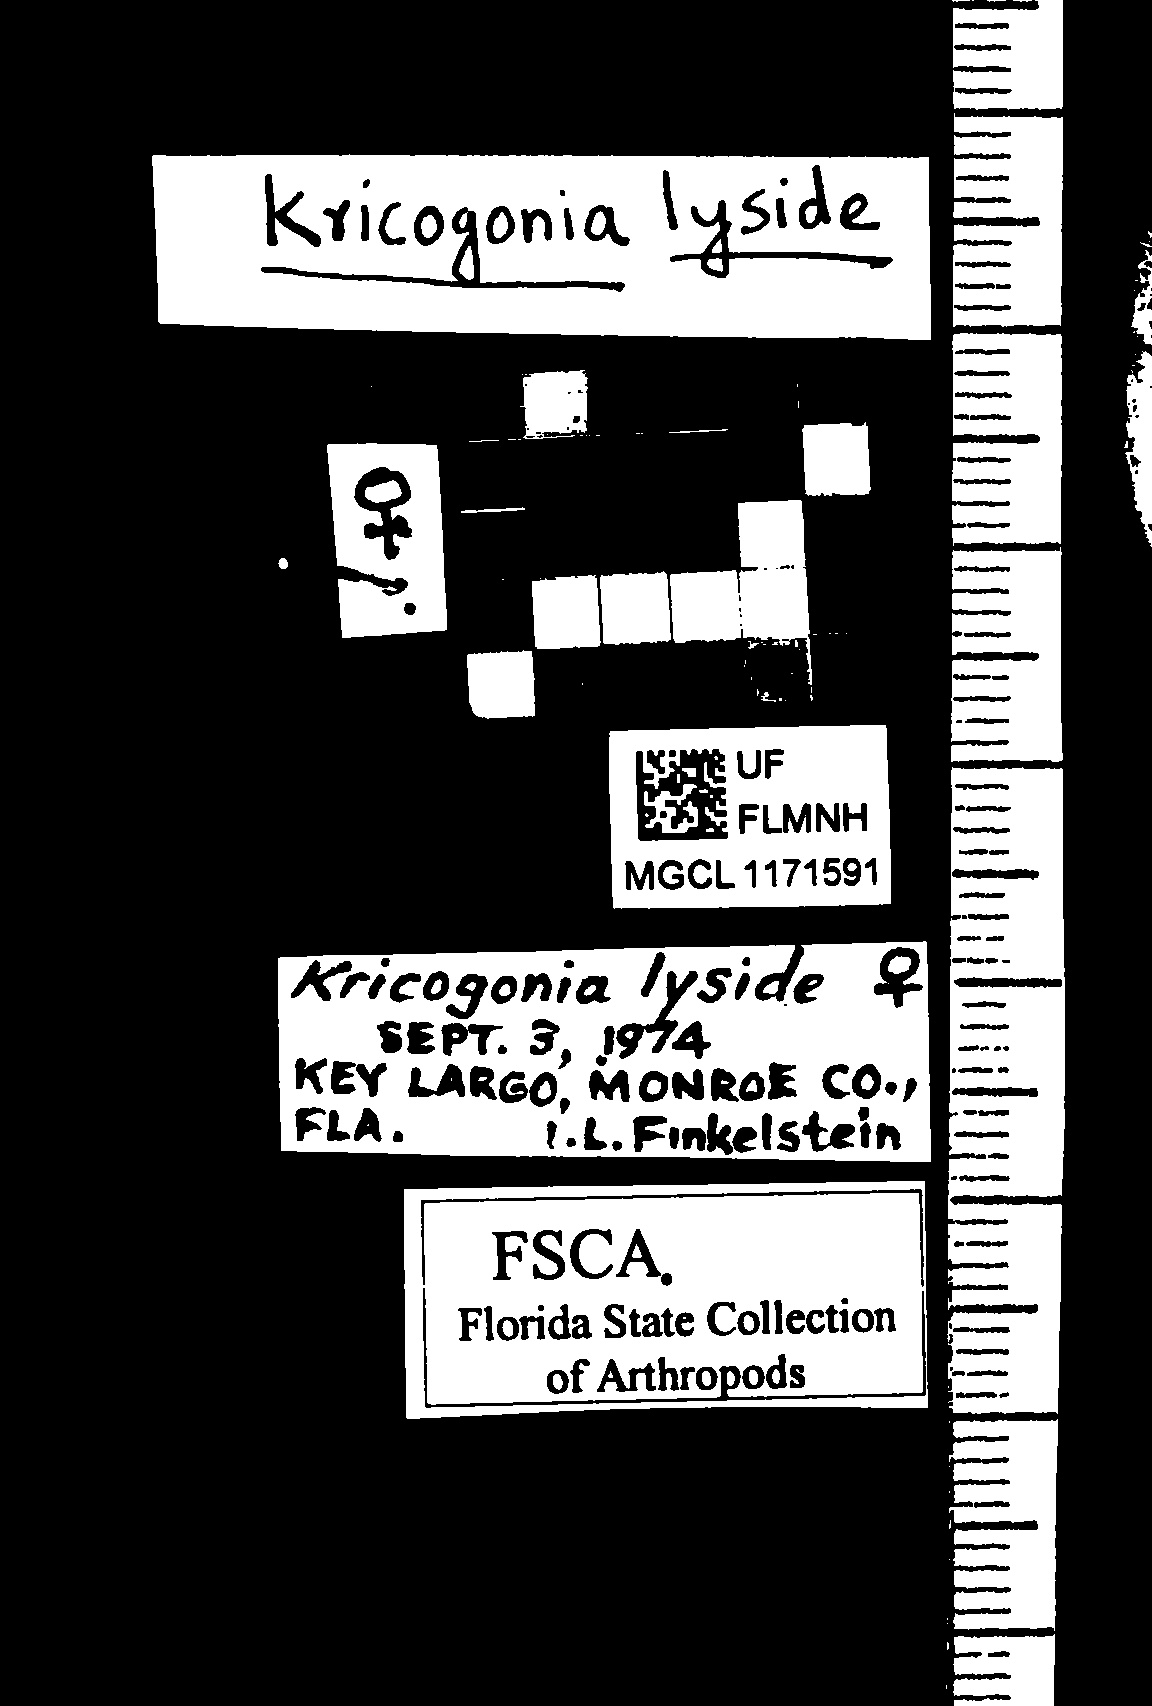 Kricogonia lyside
♀
UF
FLMNH
MGCL 1171591
Kricogonia lyside ♀
SEPT. 3, 1974
KEY LARGO, MONROE CO.,
FLA. I. L. Finkelstein
FSCA.
Florida State Collection
of Arthropods